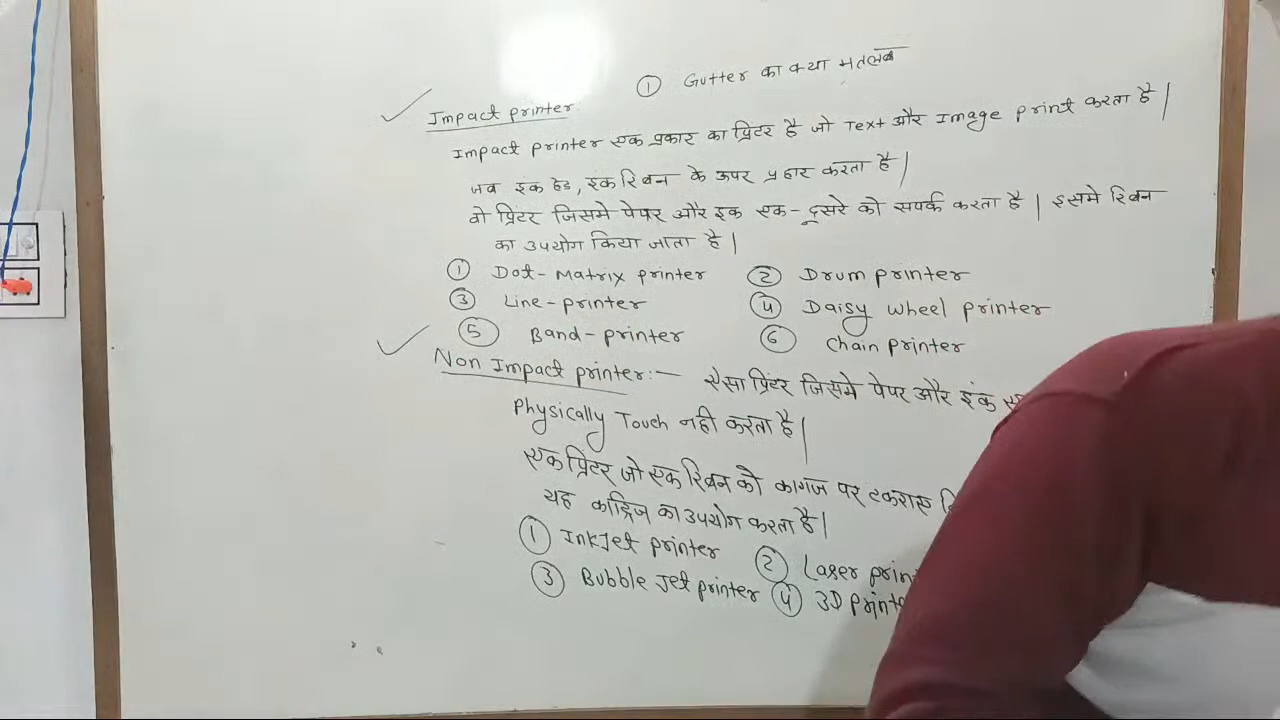 ① Gutter का क्या मतलब
Impact printer
Impact printer एक प्रकार का प्रिंटर है जो Text और Image print करता है |
जब इंक हेड, इंक रिबन के ऊपर प्रहार करता है |
वो प्रिंटर जिसमे पेपर और इंक एक-दूसरे को संपर्क करता है | इसमे रिबन
का उपयोग किया जाता है |
① Dot-Matrix printer ② Drum printer
③ Line-printer ④ Daisy wheel printer
⑤ Band-printer ⑥ Chain printer
Non Impact printer:- ऐसा प्रिंटर जिसमे पेपर और इंक
Physically Touch नही करता है |
एक प्रिंटर जो एक रिबन को कागज पर टकराए
यह कार्ट्रिज का उपयोग करता है |
① InkJet printer ② Laser prin
③ Bubble Jet printer ④ 3D printe